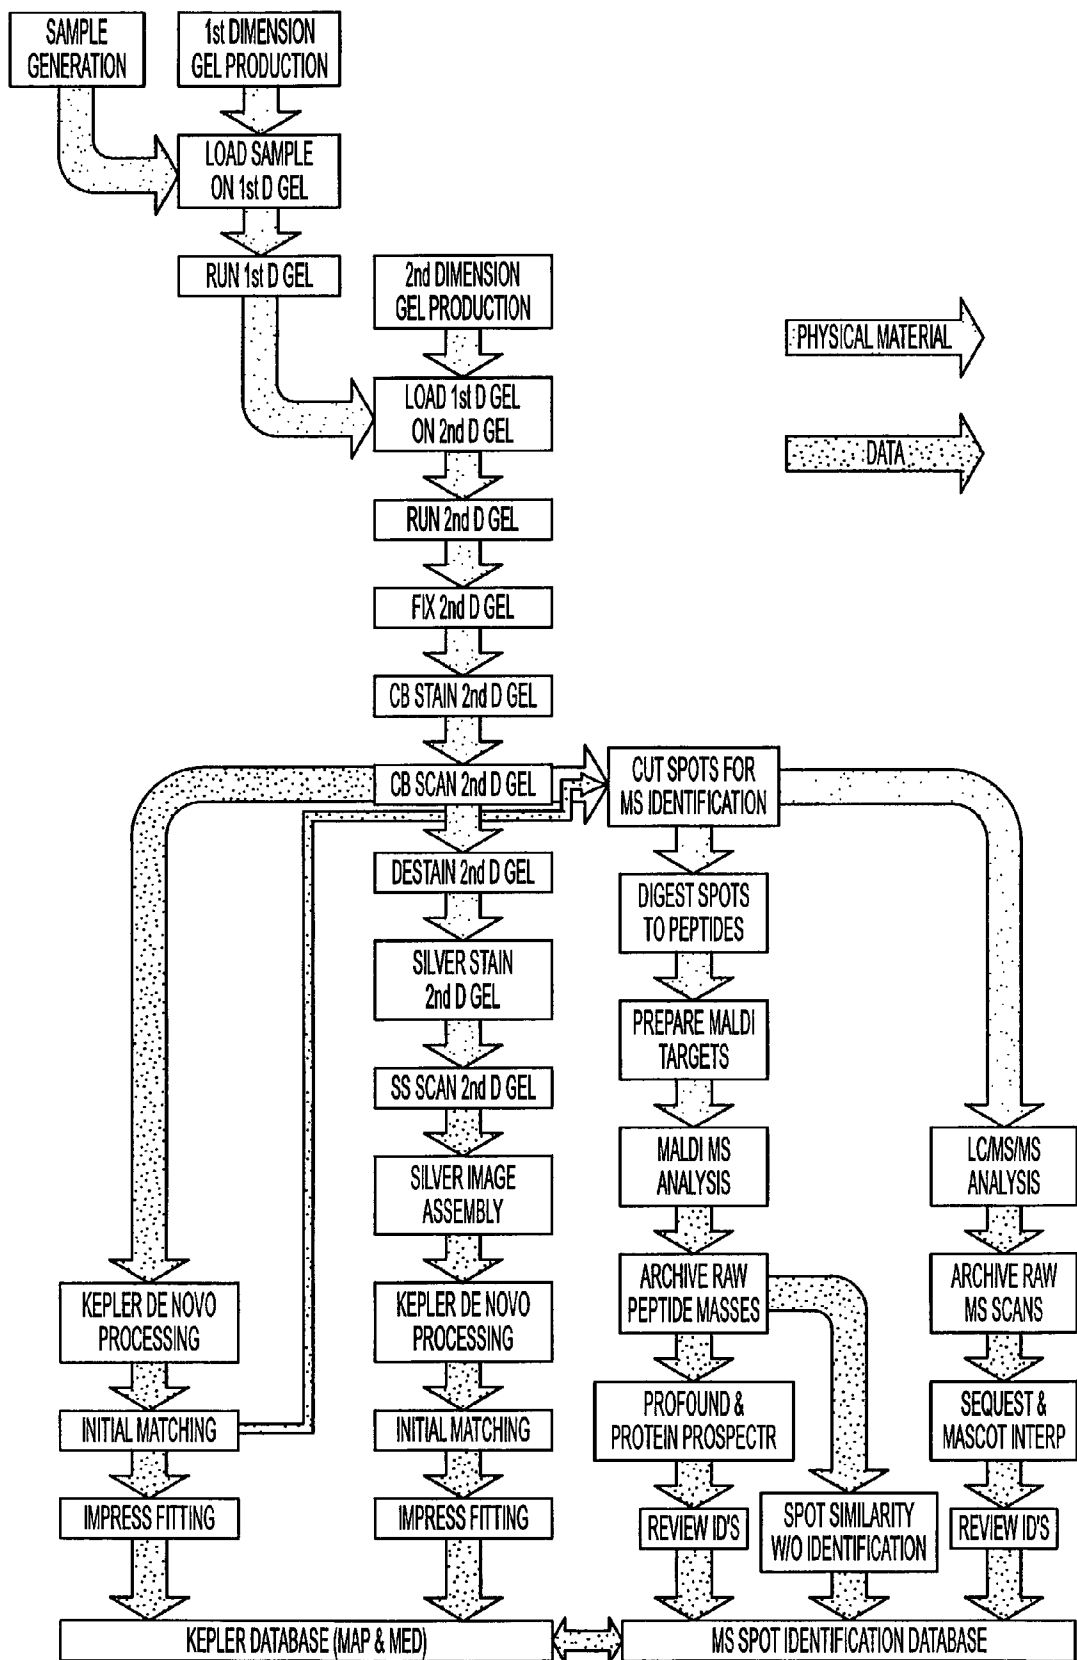 SAMPLE
GENERATION
1st DIMENSION
GEL PRODUCTION
LOAD SAMPLE
ON 1st D GEL
RUN 1st D GEL
2nd DIMENSION
GEL PRODUCTION
PHYSICAL MATERIAL
LOAD 1st D GEL
ON 2nd D GEL
DATA
RUN 2nd D GEL
FIX 2nd D GEL
CB STAIN 2nd D GEL
CB SCAN 2nd D GEL
CUT SPOTS FOR
MS IDENTIFICATION
DESTAIN 2nd D GEL
DIGEST SPOTS
TO PEPTIDES
SILVER STAIN
2nd D GEL
PREPARE MALDI
TARGETS
SS SCAN 2nd D GEL
MALDI MS
ANALYSIS
LC/MS/MS
ANALYSIS
SILVER IMAGE
ASSEMBLY
KEPLER DE NOVO
PROCESSING
KEPLER DE NOVO
PROCESSING
ARCHIVE RAW
PEPTIDE MASSES
ARCHIVE RAW
MS SCANS
INITIAL MATCHING
INITIAL MATCHING
PROFOUND &
PROTEIN PROSPECTR
SEQUEST &
MASCOT INTERP
IMPRESS FITTING
IMPRESS FITTING
REVIEW ID'S
SPOT SIMILARITY
W/O IDENTIFICATION
REVIEW ID'S
KEPLER DATABASE (MAP & MED)
MS SPOT IDENTIFICATION DATABASE